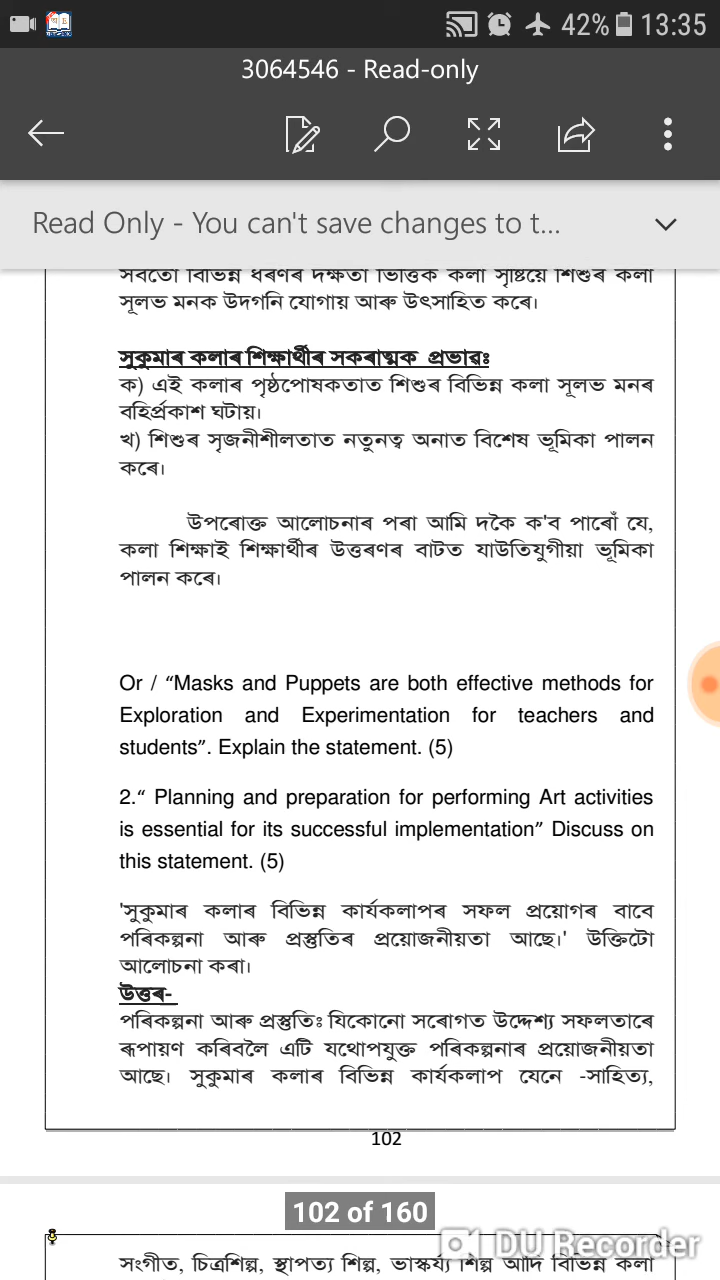 42% 13:35
3064546 - Read-only
Read Only - You can't save changes to t...
সৰ্বতো বিভিন্ন ধৰণৰ দক্ষতা ভিত্তিক কলা সৃষ্টিয়ে শিশুৰ কলা
সূলভ মনক উদগনি যোগায় আৰু উৎসাহিত কৰে।
সুকুমাৰ কলাৰ শিক্ষাৰ্থীৰ সকৰাত্মক প্ৰভাৱঃ
ক) এই কলাৰ পৃষ্ঠপোষকতাত শিশুৰ বিভিন্ন কলা সূলভ মনৰ
বহিৰ্প্ৰকাশ ঘটায়।
খ) শিশুৰ সৃজনীশীলতাত নতুনত্ব অনাত বিশেষ ভূমিকা পালন
কৰে।
উপৰোক্ত আলোচনাৰ পৰা আমি দকৈ ক'ব পাৰোঁ যে,
কলা শিক্ষাই শিক্ষাৰ্থীৰ উত্তৰণৰ বাটত যাউতিযুগীয়া ভূমিকা
পালন কৰে।
Or / “Masks and Puppets are both effective methods for
Exploration and Experimentation for teachers and
students”. Explain the statement. (5)
2.“ Planning and preparation for performing Art activities
is essential for its successful implementation” Discuss on
this statement. (5)
'সুকুমাৰ কলাৰ বিভিন্ন কাৰ্যকলাপৰ সফল প্ৰয়োগৰ বাবে
পৰিকল্পনা আৰু প্ৰস্তুতিৰ প্ৰয়োজনীয়তা আছে।' উক্তিটো
আলোচনা কৰা।
উত্তৰ-
পৰিকল্পনা আৰু প্ৰস্তুতিঃ যিকোনো সৰোগত উদ্দেশ্য সফলতাৰে
ৰূপায়ণ কৰিবলৈ এটি যথোপযুক্ত পৰিকল্পনাৰ প্ৰয়োজনীয়তা
আছে। সুকুমাৰ কলাৰ বিভিন্ন কাৰ্যকলাপ যেনে -সাহিত্য,
102
102 of 160
DU Recorder
সংগীত, চিত্ৰশিল্প, স্থাপত্য শিল্প, ভাস্কৰ্য্য শিল্প আদি বিভিন্ন কলা